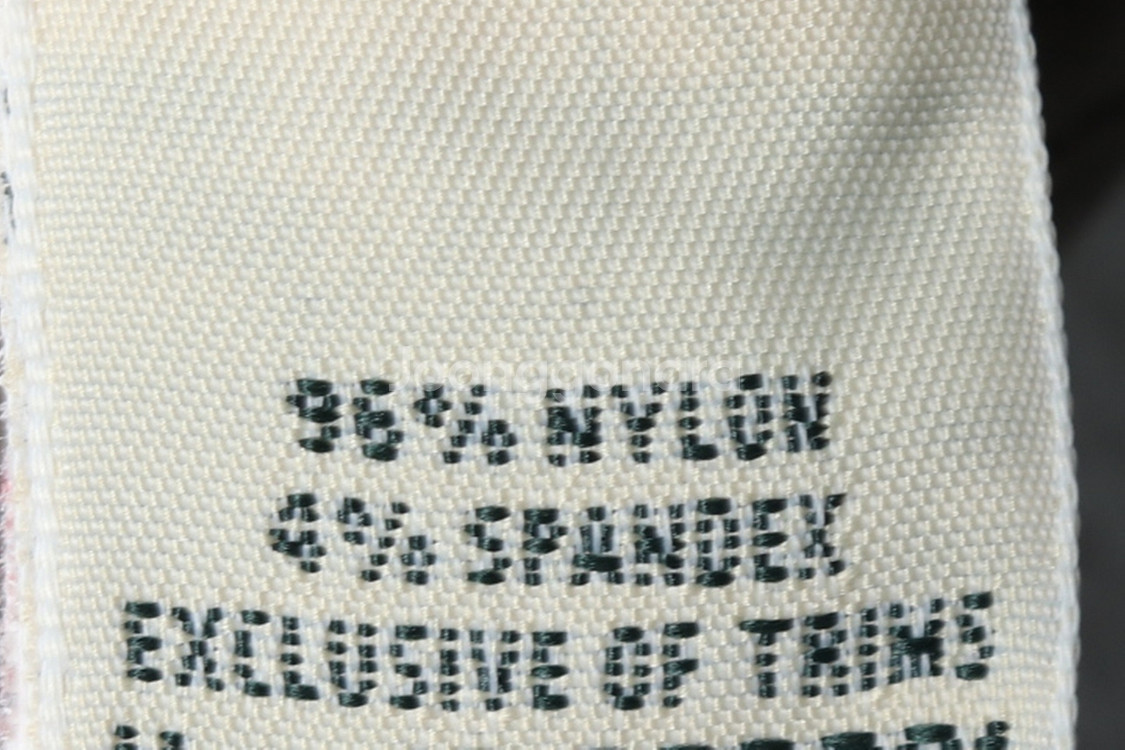 96% NYLON
4% SPANDEX
EXCLUSIVE OF TRIMS